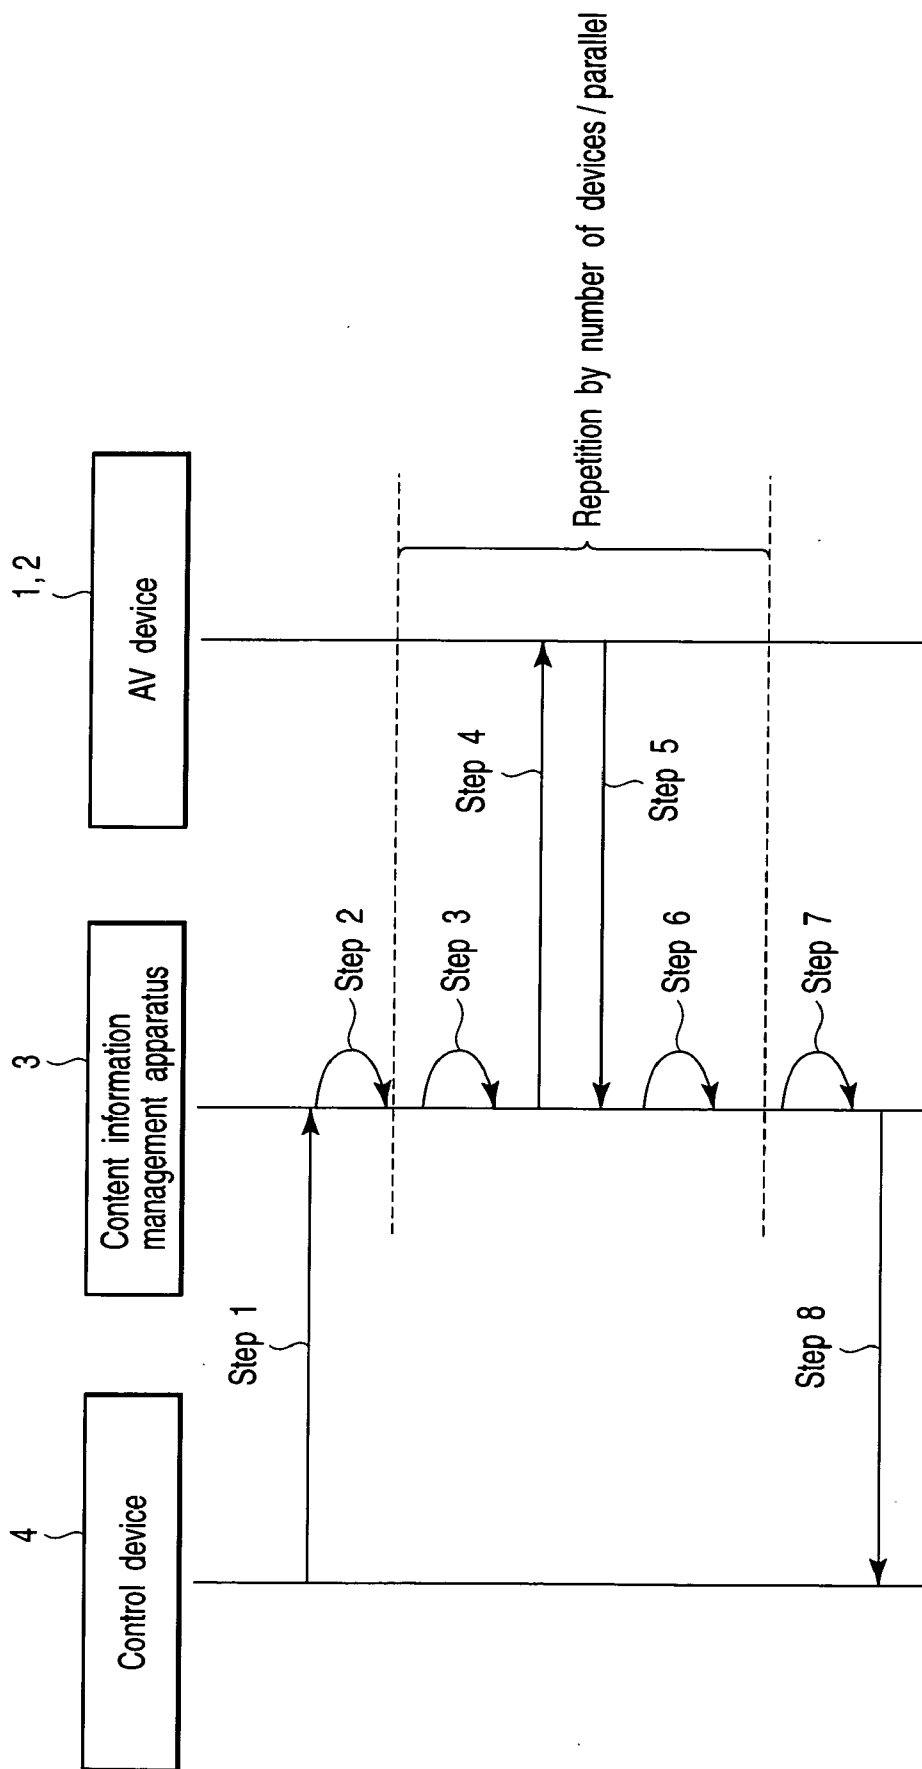 4
Control device
3
Content information
management apparatus
1, 2
AV device
Step 1
Step 2
Step 3
Step 4
Step 5
Step 6
Step 7
Step 8
Repetition by number of devices / parallel